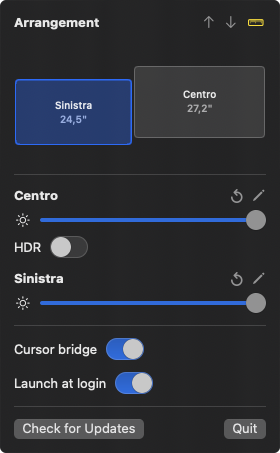 Arrangement
Sinistra
24,5"
Centro
27,2"
Centro
HDR
Sinistra
Cursor bridge
Launch at login
Check for Updates
Quit